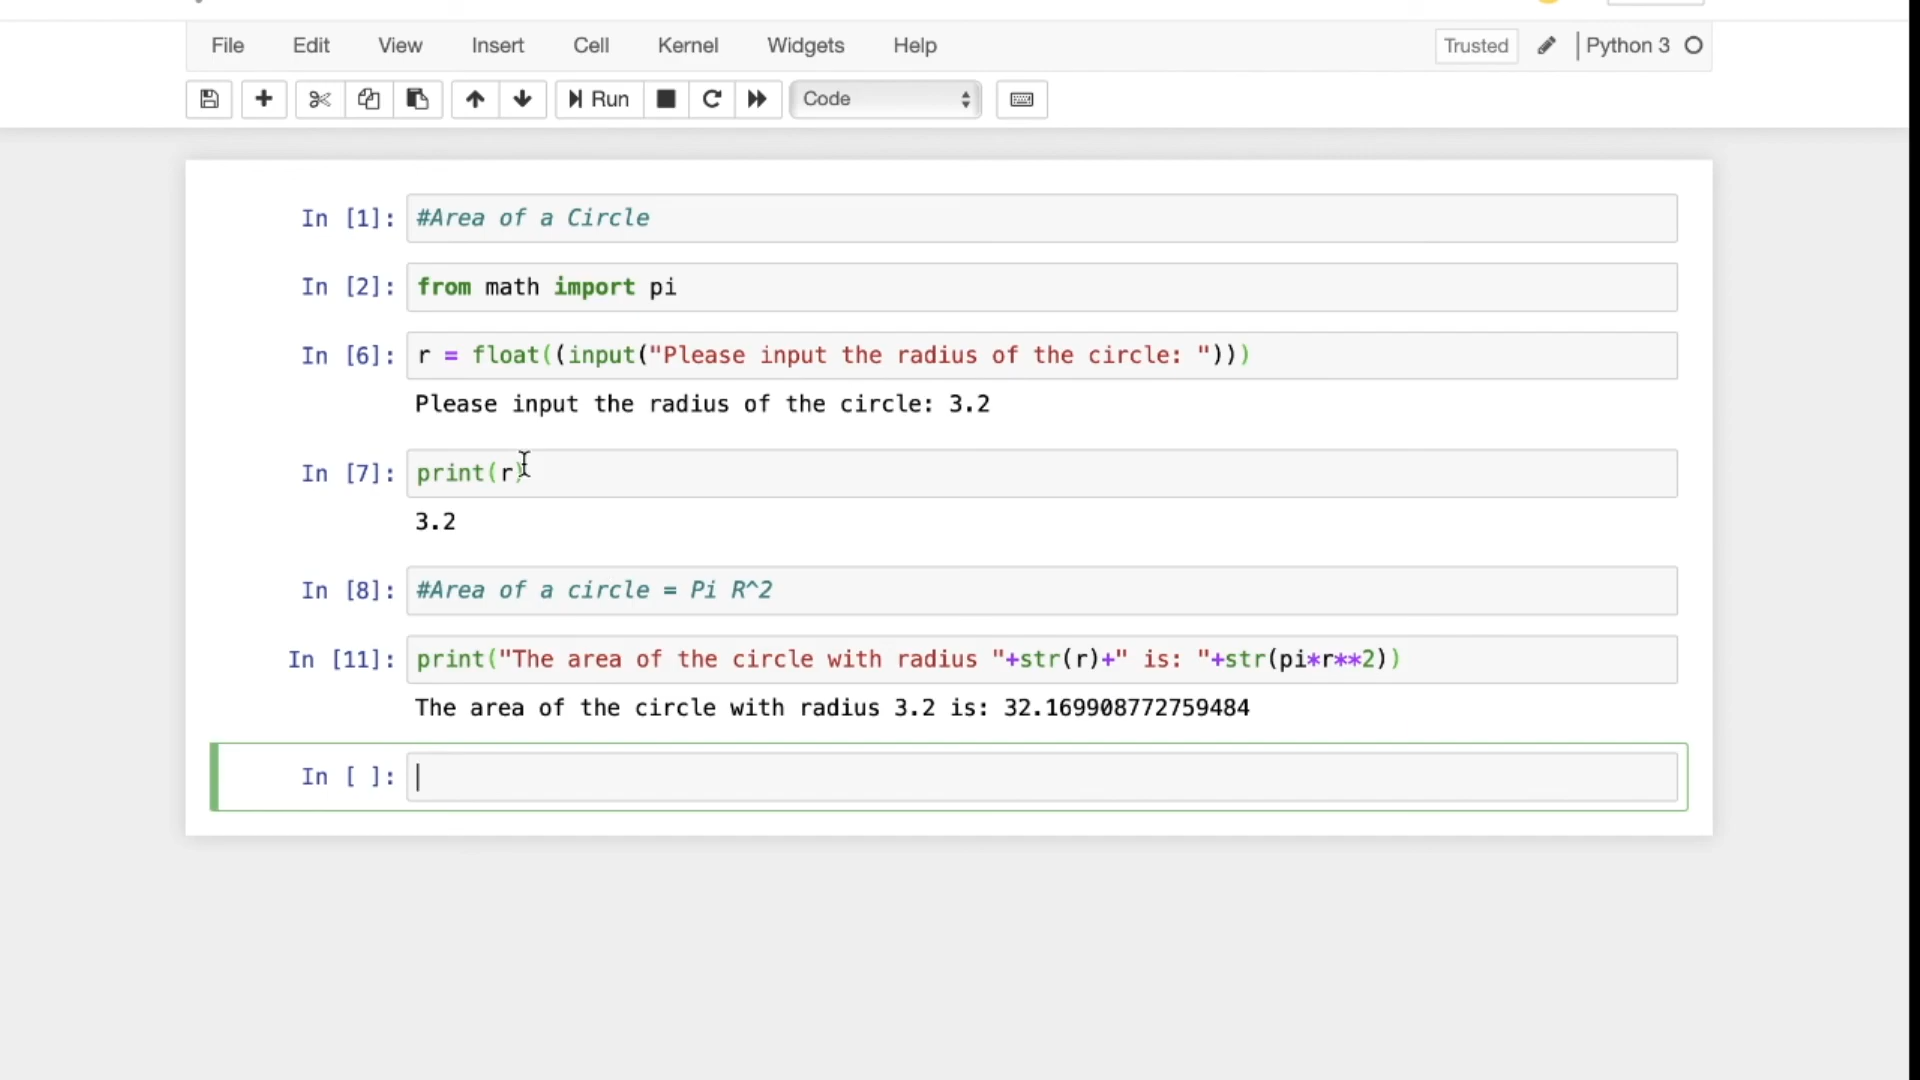 File Edit View Insert Cell Kernel Widgets Help Trusted Python 3
Run Code
In [1]: #Area of a Circle
In [2]: from math import pi
In [6]: r = float((input("Please input the radius of the circle: ")))
Please input the radius of the circle: 3.2
In [7]: print(r)
3.2
In [8]: #Area of a circle = Pi R^2
In [11]: print("The area of the circle with radius "+str(r)+" is: "+str(pi*r**2))
The area of the circle with radius 3.2 is: 32.169908772759484
In [ ]: